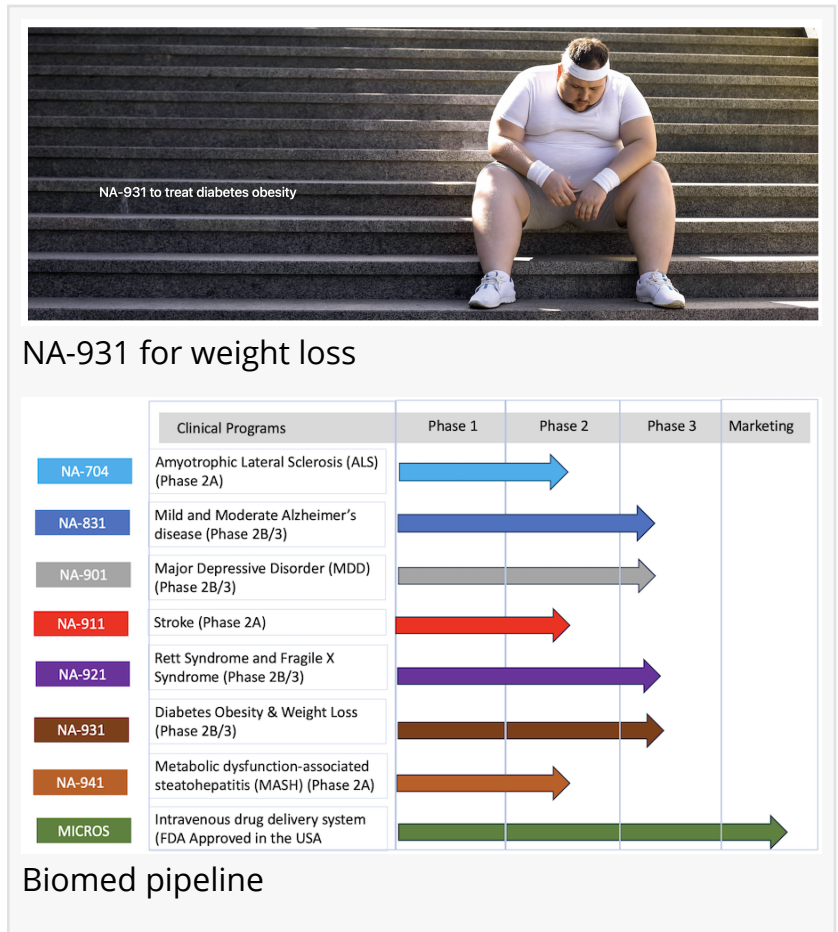 NA-931 to treat diabetes obesity
NA-931 for weight loss
Clinical Programs Phase 1 Phase 2 Phase 3 Marketing
NA-704
Amyotrophic Lateral Sclerosis (ALS)
(Phase 2A)
NA-831
Mild and Moderate Alzheimer's
disease (Phase 2B/3)
NA-901
Major Depressive Disorder (MDD)
(Phase 2B/3)
NA-911
Stroke (Phase 2A)
NA-921
Rett Syndrome and Fragile X
Syndrome (Phase 2B/3)
NA-931
Diabetes Obesity & Weight Loss
(Phase 2B/3)
NA-941
Metabolic dysfunction-associated
steatohepatitis (MASH) (Phase 2A)
MICROS
Intravenous drug delivery system
(FDA Approved in the USA
Biomed pipeline